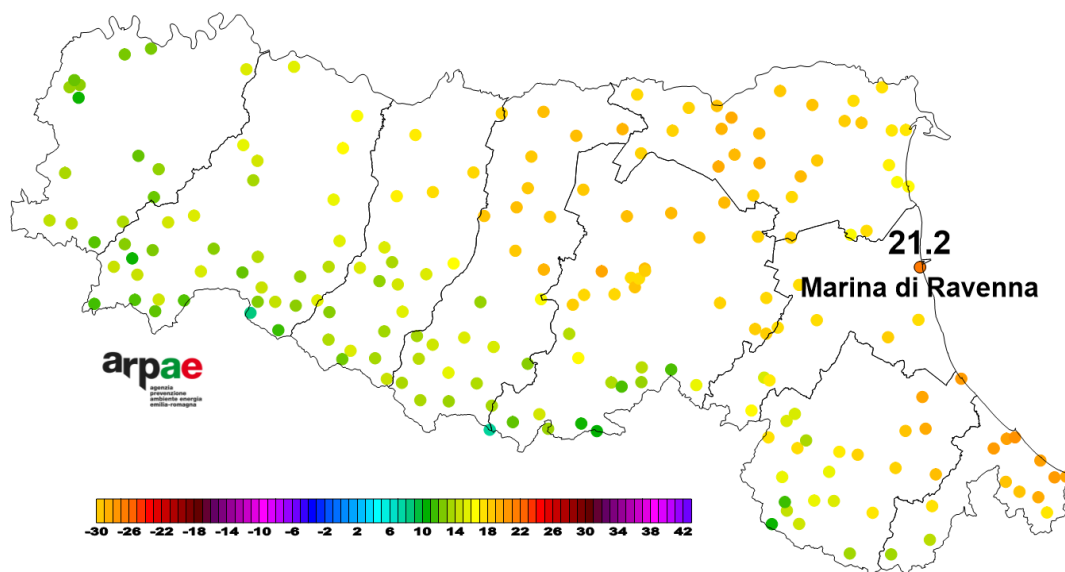 21.2
Marina di Ravenna
arpae
agenzia
prevenzione
ambiente energia
emilia-romagna
-30 -26 -22 -18 -14 -10 -6 -2 2 6 10 14 18 22 26 30 34 38 42